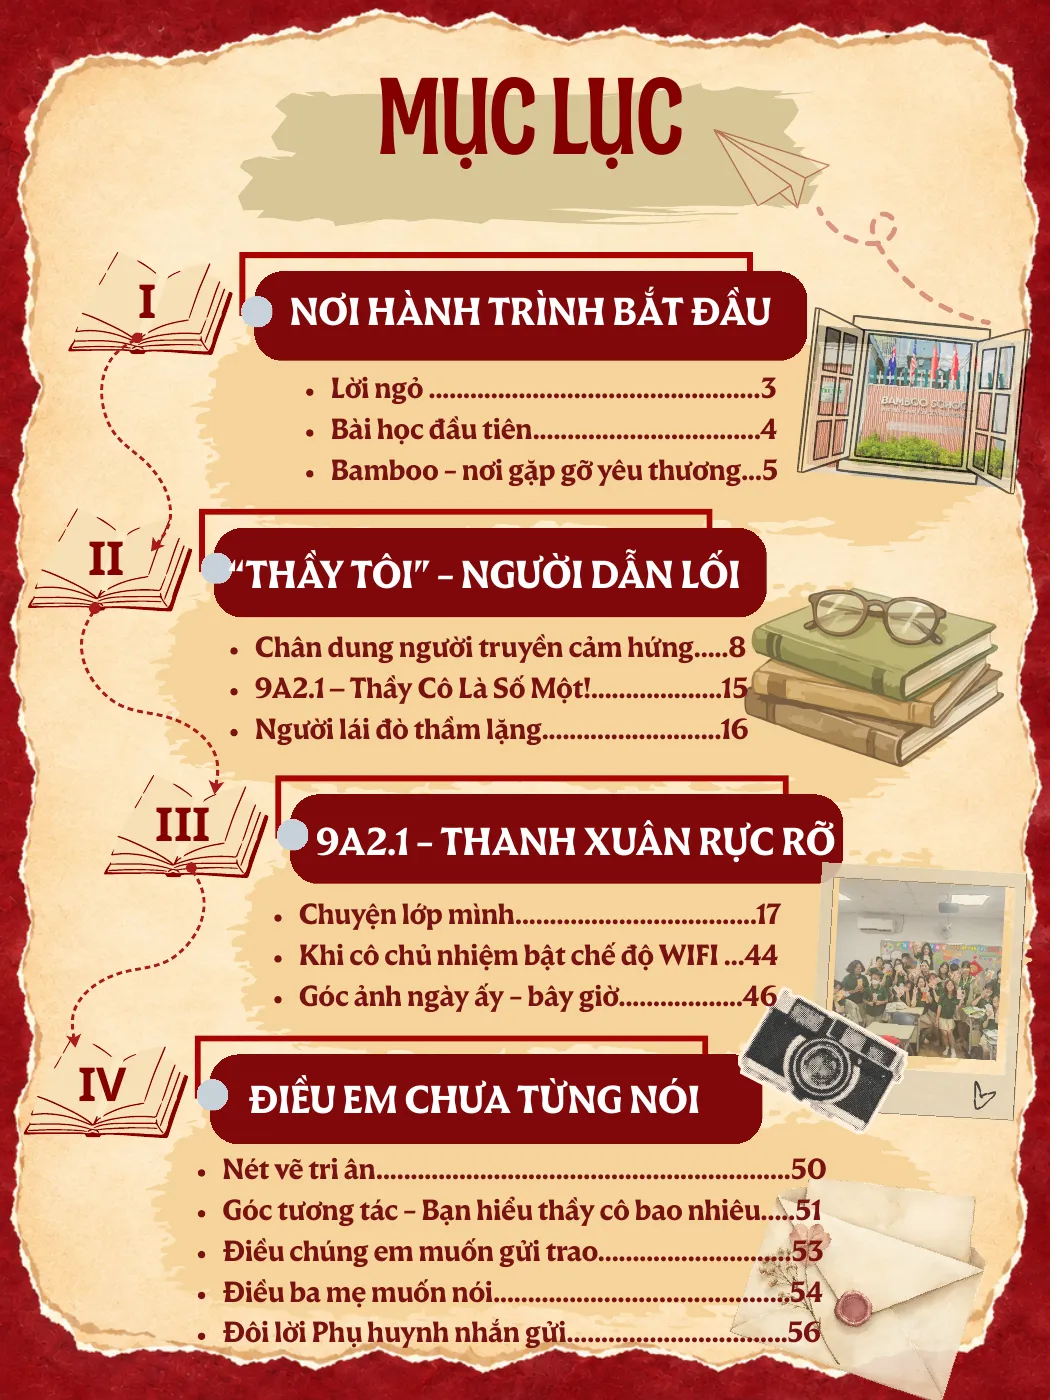 MỤC LỤC
I
NƠI HÀNH TRÌNH BẮT ĐẦU
• Lời ngỏ ................................................3
• Bài học đầu tiên.................................4
• Bamboo – nơi gặp gỡ yêu thương...5
BAMBOO SCHOOL
II
“THẦY TÔI” – NGƯỜI DẪN LỐI
• Chân dung người truyền cảm hứng.....8
• 9A2.1 – Thầy Cô Là Số Một!...................15
• Người lái đò thầm lặng..........................16
III
9A2.1 – THANH XUÂN RỰC RỠ
• Chuyện lớp mình...................................17
• Khi cô chủ nhiệm bật chế độ WIFI ...44
• Góc ảnh ngày ấy – bây giờ..................46
IV
ĐIỀU EM CHƯA TỪNG NÓI
• Nét vẽ tri ân............................................................50
• Góc tương tác – Bạn hiểu thầy cô bao nhiêu.....51
• Điều chúng em muốn gửi trao............................53
• Điều ba mẹ muốn nói...........................................54
• Đôi lời Phụ huynh nhắn gửi................................56